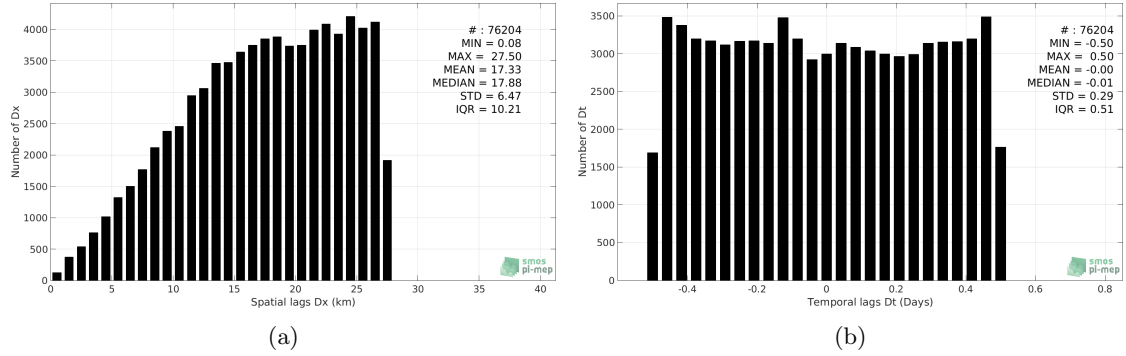 # : 76204
MIN = 0.08
MAX = 27.50
MEAN = 17.33
MEDIAN = 17.88
STD = 6.47
IQR = 10.21
4000
3500
3000
2500
2000
1500
1000
500
0
Number of Dx
0 5 10 15 20 25 30 35 40
Spatial lags Dx (km)
smos
pi-mep
(a)
# : 76204
MIN = -0.50
MAX = 0.50
MEAN = -0.00
MEDIAN = -0.01
STD = 0.29
IQR = 0.51
3500
3000
2500
2000
1500
1000
500
0
Number of Dt
-0.4 -0.2 0 0.2 0.4 0.6 0.8
Temporal lags Dt (Days)
smos
pi-mep
(b)